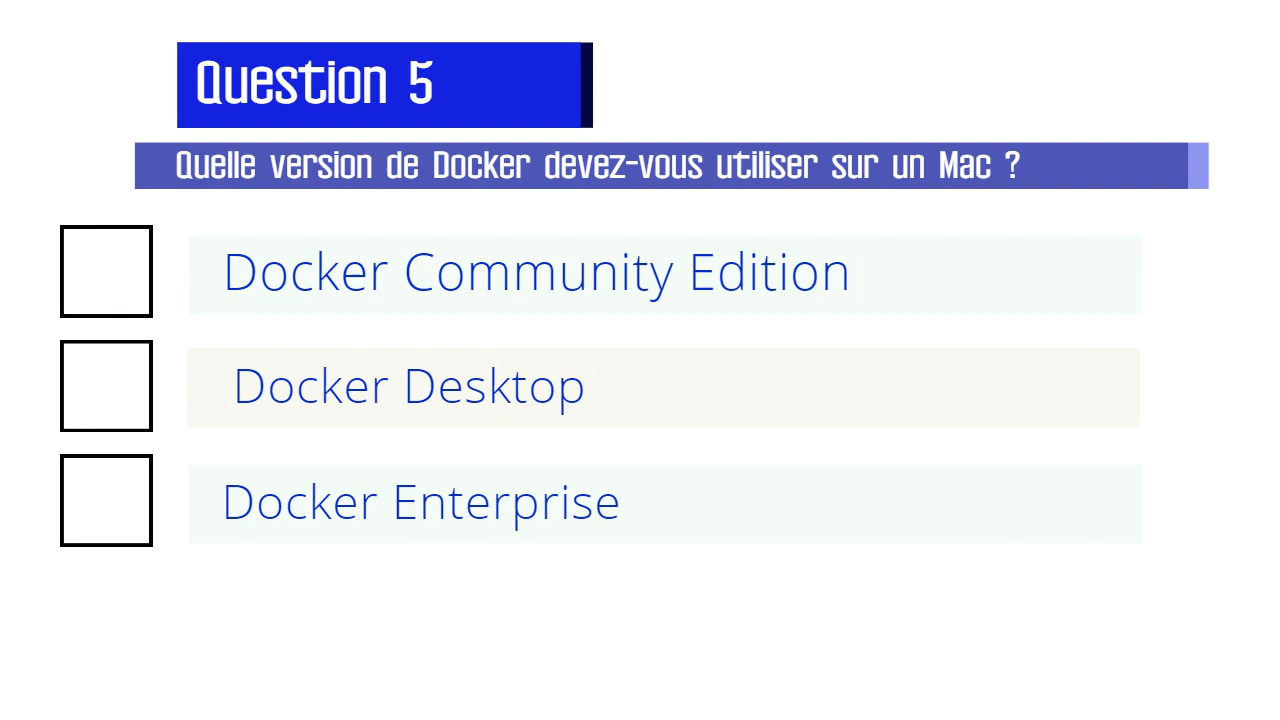 Question 5
Quelle version de Docker devez-vous utiliser sur un Mac ?
Docker Community Edition
Docker Desktop
Docker Enterprise